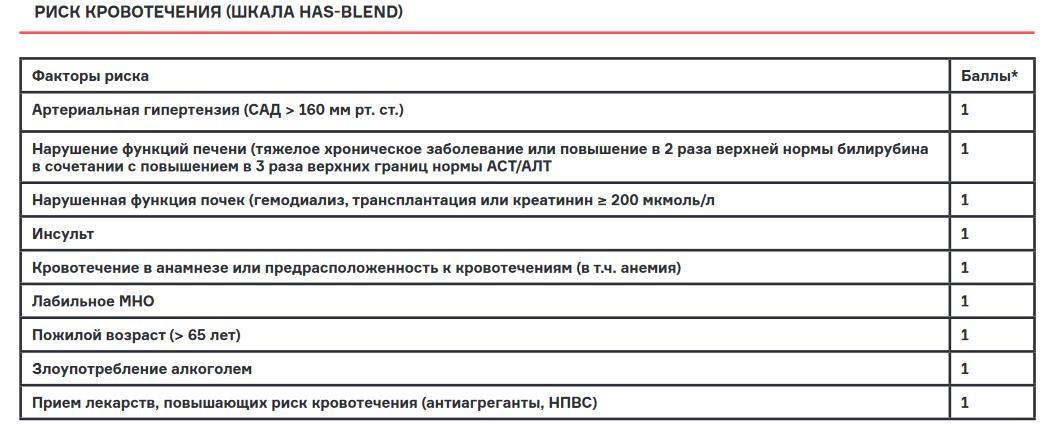 РИСК КРОВОТЕЧЕНИЯ (ШКАЛА HAS-BLEND)
Факторы риска Баллы*
Артериальная гипертензия (САД > 160 мм рт. ст.) 1
Нарушение функций печени (тяжелое хроническое заболевание или повышение в 2 раза верхней нормы билирубина 1
в сочетании с повышением в 3 раза верхних границ нормы АСТ/АЛТ
Нарушенная функция почек (гемодиализ, трансплантация или креатинин ≥ 200 мкмоль/л 1
Инсульт 1
Кровотечение в анамнезе или предрасположенность к кровотечениям (в т.ч. анемия) 1
Лабильное МНО 1
Пожилой возраст (> 65 лет) 1
Злоупотребление алкоголем 1
Прием лекарств, повышающих риск кровотечения (антиагреганты, НПВС) 1